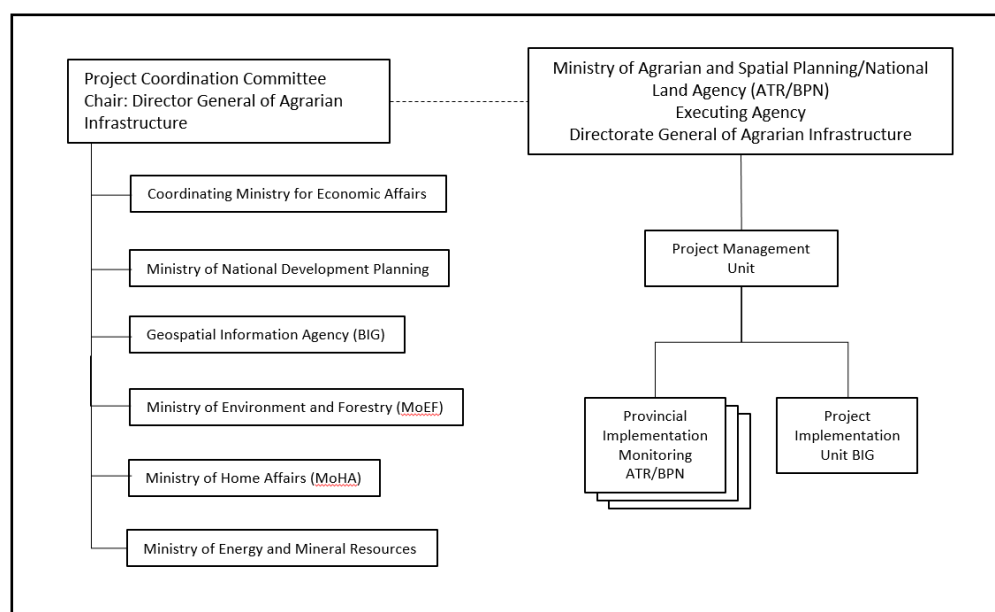 Project Coordination Committee
Chair: Director General of Agrarian
Infrastructure
Coordinating Ministry for Economic Affairs
Ministry of National Development Planning
Geospatial Information Agency (BIG)
Ministry of Environment and Forestry (MoEF)
Ministry of Home Affairs (MoHA)
Ministry of Energy and Mineral Resources
Ministry of Agrarian and Spatial Planning/National
Land Agency (ATR/BPN)
Executing Agency
Directorate General of Agrarian Infrastructure
Project Management
Unit
Provincial
Implementation
Monitoring
ATR/BPN
Project
Implementation
Unit BIG